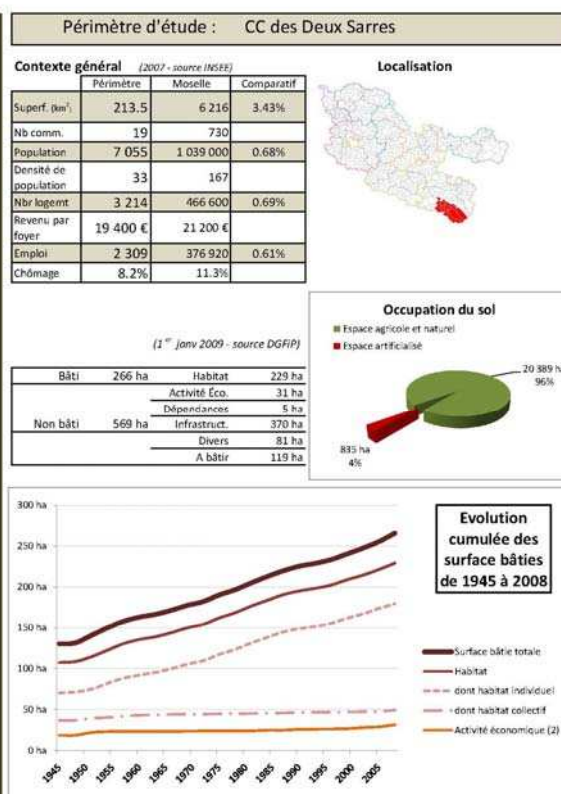 Périmètre d'étude : CC des Deux Sarres
Contexte général (2007 - source INSEE)
Périmètre Moselle Comparatif
Superf. (km²) 213.5 6 216 3.43%
Nb comm. 19 730
Population 7 055 1 039 000 0.68%
Densité de
population 33 167
Nbr logemt 3 214 466 600 0.69%
Revenu par
foyer 19 400 € 21 200 €
Emploi 2 309 376 920 0.61%
Chômage 8.2% 11.3%
Localisation
(1er janv 2009 - source DGFiP)
Bâti 266 ha Habitat 229 ha
Activité Éco. 31 ha
Dépendances 5 ha
Non bâti 569 ha Infrastruct. 370 ha
Divers 81 ha
A bâtir 119 ha
Occupation du sol
Espace agricole et naturel
Espace artificialisé
20 389 h
96%
835 ha
4%
Evolution
cumulée des
surface bâties
de 1945 à 2008
300 ha
250 ha
200 ha
150 ha
100 ha
50 ha
0 ha
1945 1950 1955 1960 1965 1970 1975 1980 1985 1990 1995 2000 2005
Surface bâtie totale
Habitat
dont habitat individuel
dont habitat collectif
Activité économique (2)